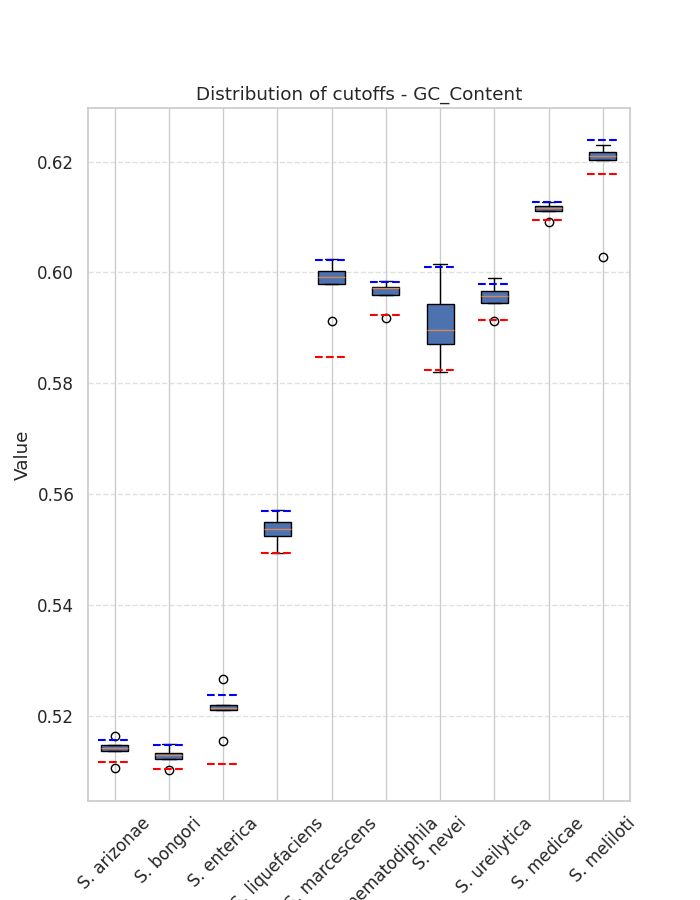 Distribution of cutoffs - GC_Content
Value
0.62
0.60
0.58
0.56
0.54
0.52
S. arizonae
S. bongori
S. enterica
S. liquefaciens
S. marcescens
nematodiphila
S. nevei
S. ureilytica
S. medicae
S. meliloti